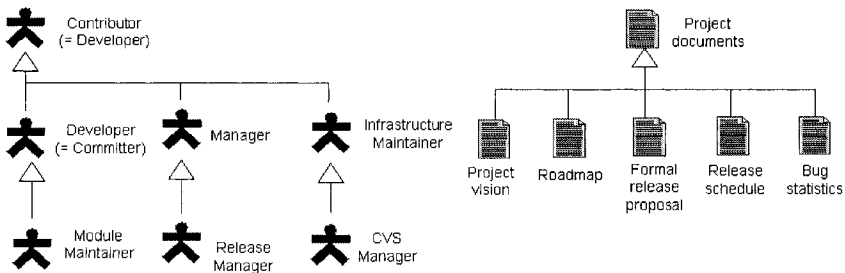 Contributor
(= Developer)
Developer
(= Committer)
Manager
Infrastructure
Maintainer
Module
Maintainer
Release
Manager
CVS
Manager
Project
documents
Project
vision
Roadmap
Formal
release
proposal
Release
schedule
Bug
statistics